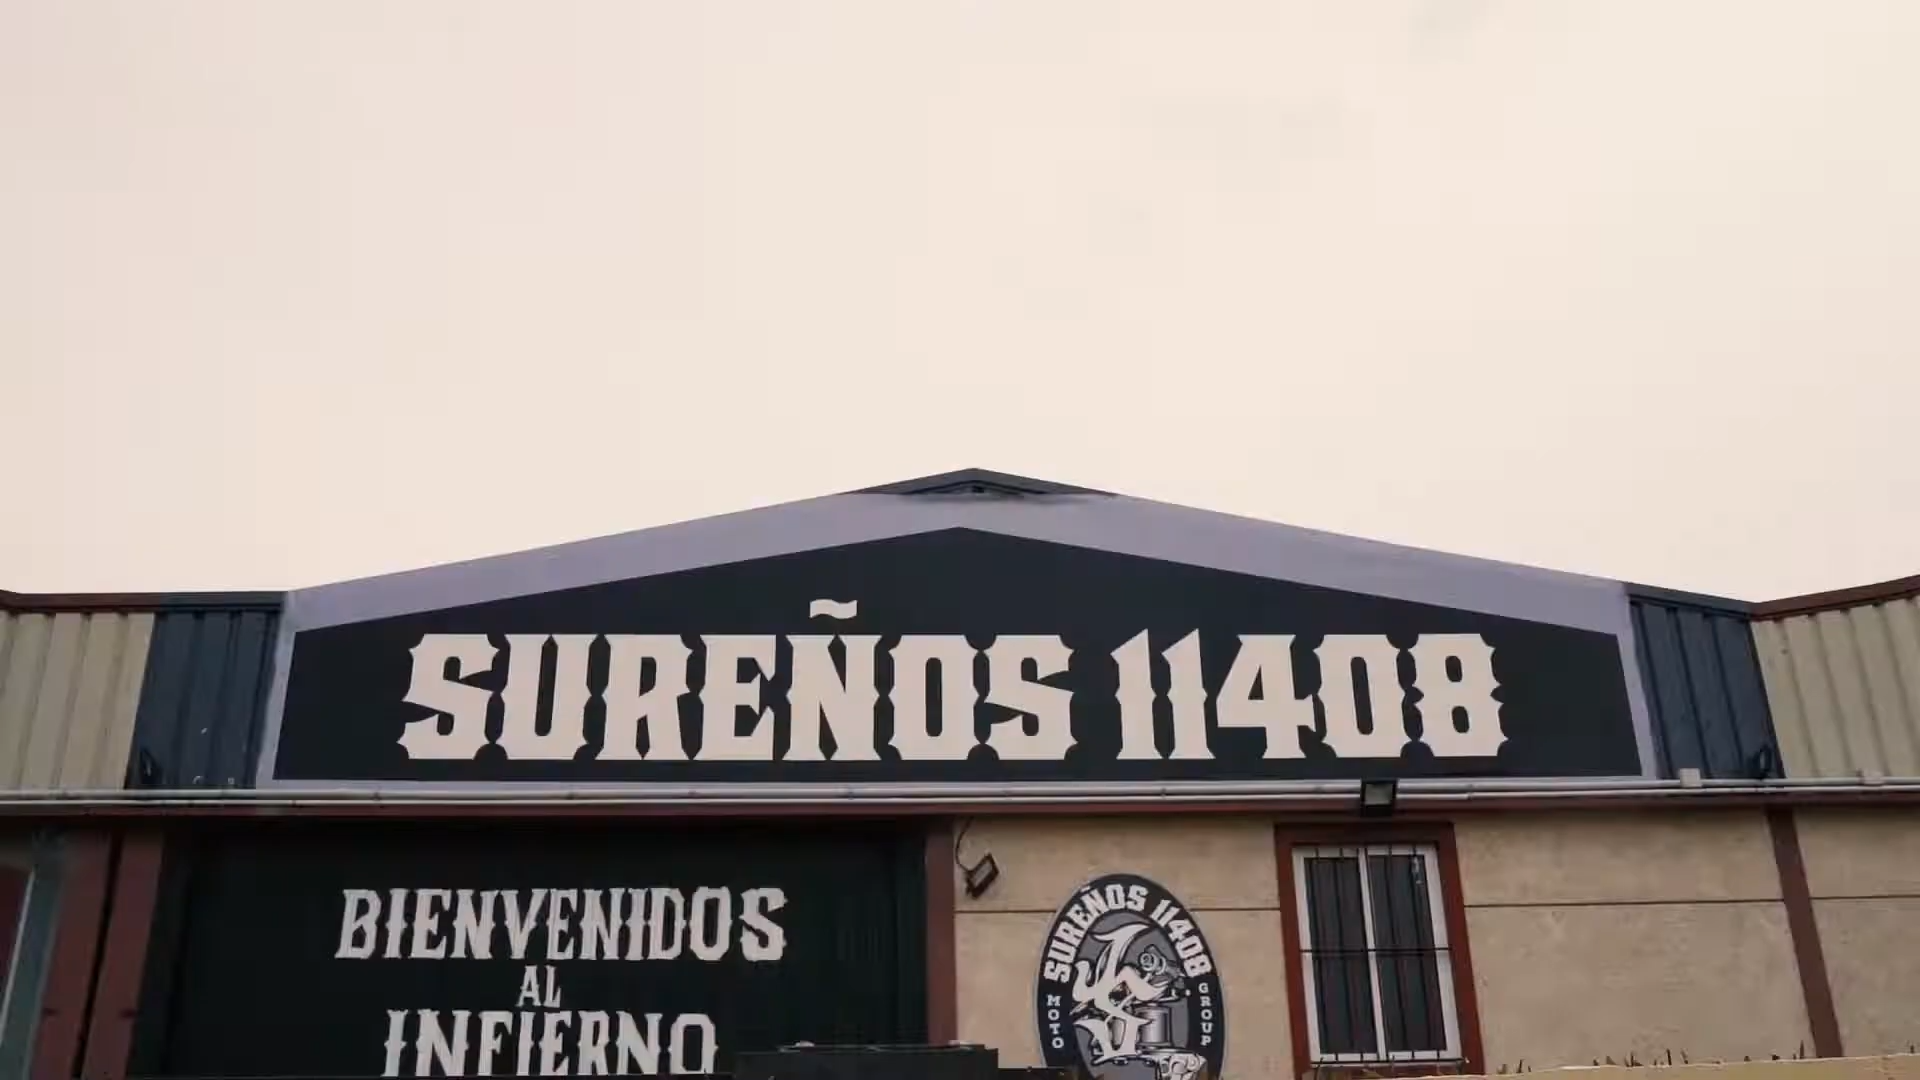 SUREÑOS 11408
BIENVENIDOS
AL
INFIERNO
SUREÑOS 11408
MOTO
GROUP